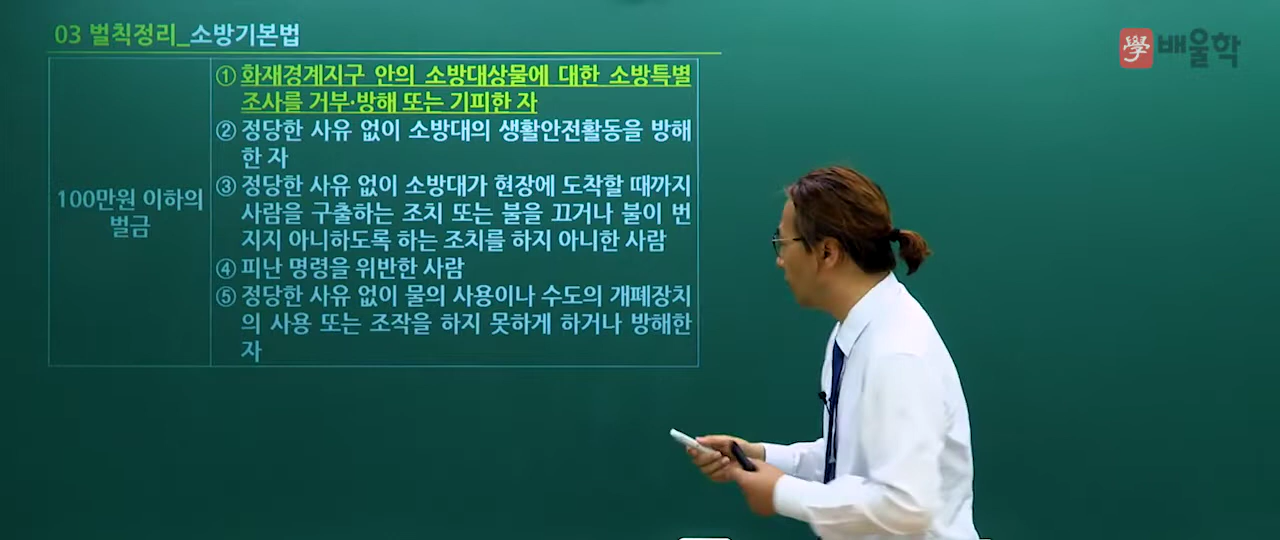 03 벌칙정리_소방기본법
學 배울학
100만원 이하의
벌금
① 화재경계지구 안의 소방대상물에 대한 소방특별
조사를 거부·방해 또는 기피한 자
② 정당한 사유 없이 소방대의 생활안전활동을 방해
한 자
③ 정당한 사유 없이 소방대가 현장에 도착할 때까지
사람을 구출하는 조치 또는 불을 끄거나 불이 번
지지 아니하도록 하는 조치를 하지 아니한 사람
④ 피난 명령을 위반한 사람
⑤ 정당한 사유 없이 물의 사용이나 수도의 개폐장치
의 사용 또는 조작을 하지 못하게 하거나 방해한
자